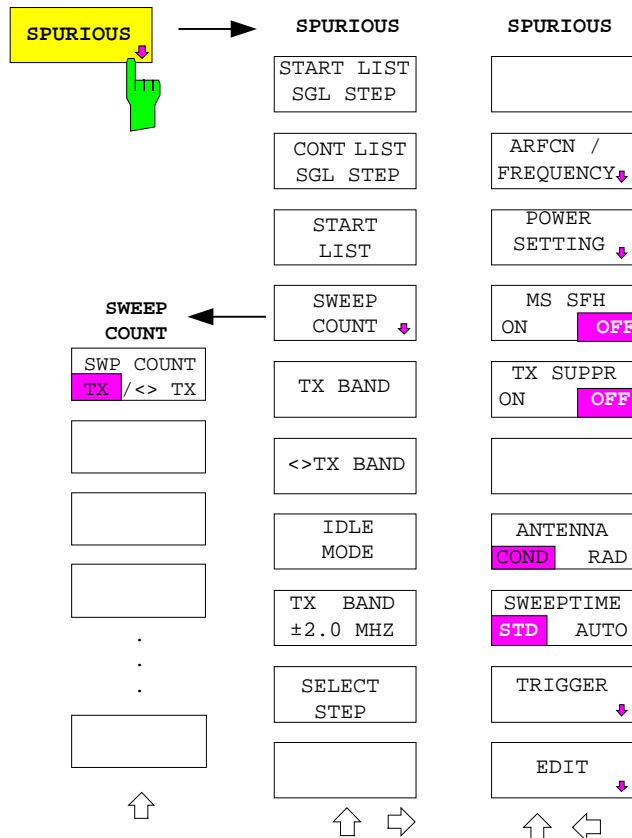 SPURIOUS
SPURIOUS
START LIST
SGL STEP
CONT LIST
SGL STEP
START
LIST
SWEEP
COUNT
TX BAND
<>TX BAND
IDLE
MODE
TX BAND
±2.0 MHZ
SELECT
STEP
SWEEP
COUNT
SWP COUNT
TX /<> TX
.
.
.
SPURIOUS
ARFCN /
FREQUENCY
POWER
SETTING
MS SFH
ON OFF
TX SUPPR
ON OFF
ANTENNA
COND RAD
SWEEPTIME
STD AUTO
TRIGGER
EDIT